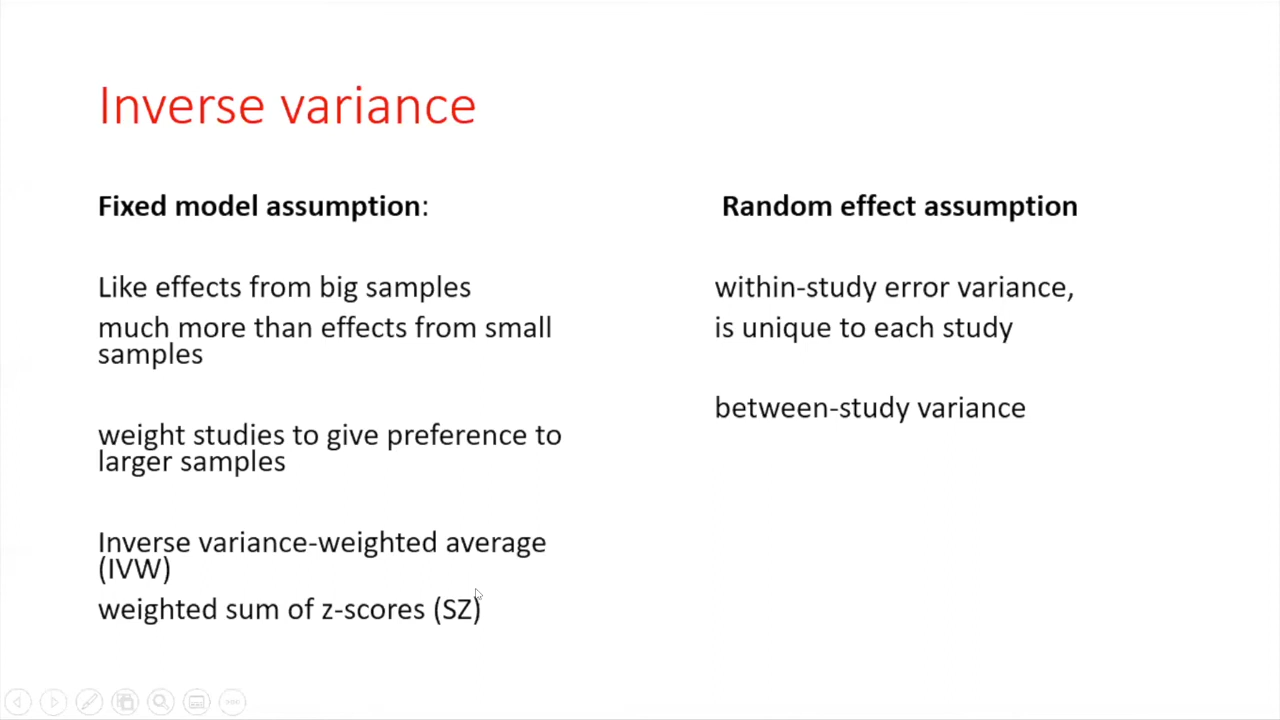 Inverse variance
Fixed model assumption:
Like effects from big samples
much more than effects from small
samples
weight studies to give preference to
larger samples
Inverse variance-weighted average
(IVW)
weighted sum of z-scores (SZ)
Random effect assumption
within-study error variance,
is unique to each study
between-study variance